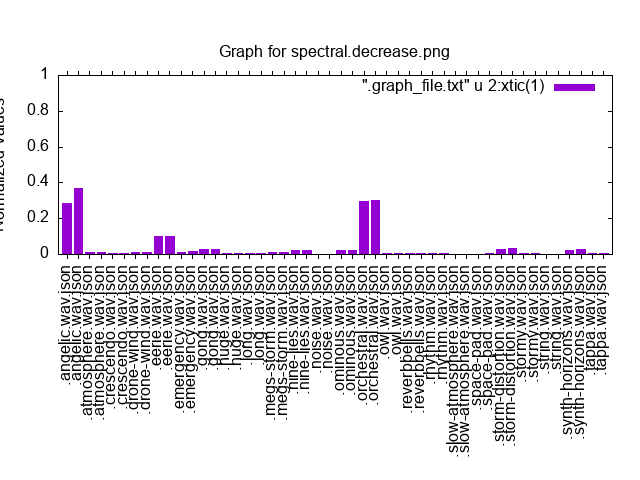 Graph for spectral.decrease.png
".graph_file.txt" u 2:xtic(1)
Normalized Values
1
0.8
0.6
0.4
0.2
0
.angelic.wav.json
.angelic.wav.json
.atmosphere.wav.json
.atmosphere.wav.json
.crescendo.wav.json
.crescendo.wav.json
.drone-wind.wav.json
.drone-wind.wav.json
.eerie.wav.json
.eerie.wav.json
.emergency.wav.json
.emergency.wav.json
.gong.wav.json
.gong.wav.json
.huge.wav.json
.huge.wav.json
.jong.wav.json
.jong.wav.json
.megs-storm.wav.json
.megs-storm.wav.json
.nine-lies.wav.json
.nine-lies.wav.json
.noise.wav.json
.noise.wav.json
.ominous.wav.json
.ominous.wav.json
.orchestral.wav.json
.orchestral.wav.json
.owl.wav.json
.owl.wav.json
.reverbells.wav.json
.reverbells.wav.json
.rhythm.wav.json
.rhythm.wav.json
.slow-atmosphere.wav.json
.slow-atmosphere.wav.json
.space-pad.wav.json
.space-pad.wav.json
.storm-distortion.wav.json
.storm-distortion.wav.json
.stormy.wav.json
.stormy.wav.json
.string.wav.json
.string.wav.json
.synth-horizons.wav.json
.synth-horizons.wav.json
.tappa.wav.json
.tappa.wav.json